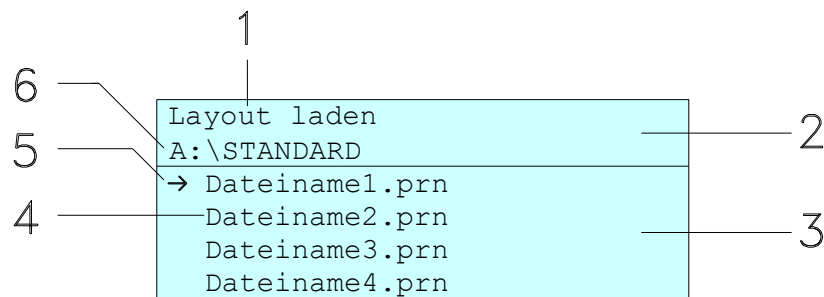 1
6
Layout laden
2
A:\STANDARD
5
→ Dateiname1.prn
4
Dateiname2.prn
3
Dateiname3.prn
Dateiname4.prn